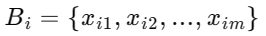 B_i = {x_{i1}, x_{i2}, ..., x_{im}}